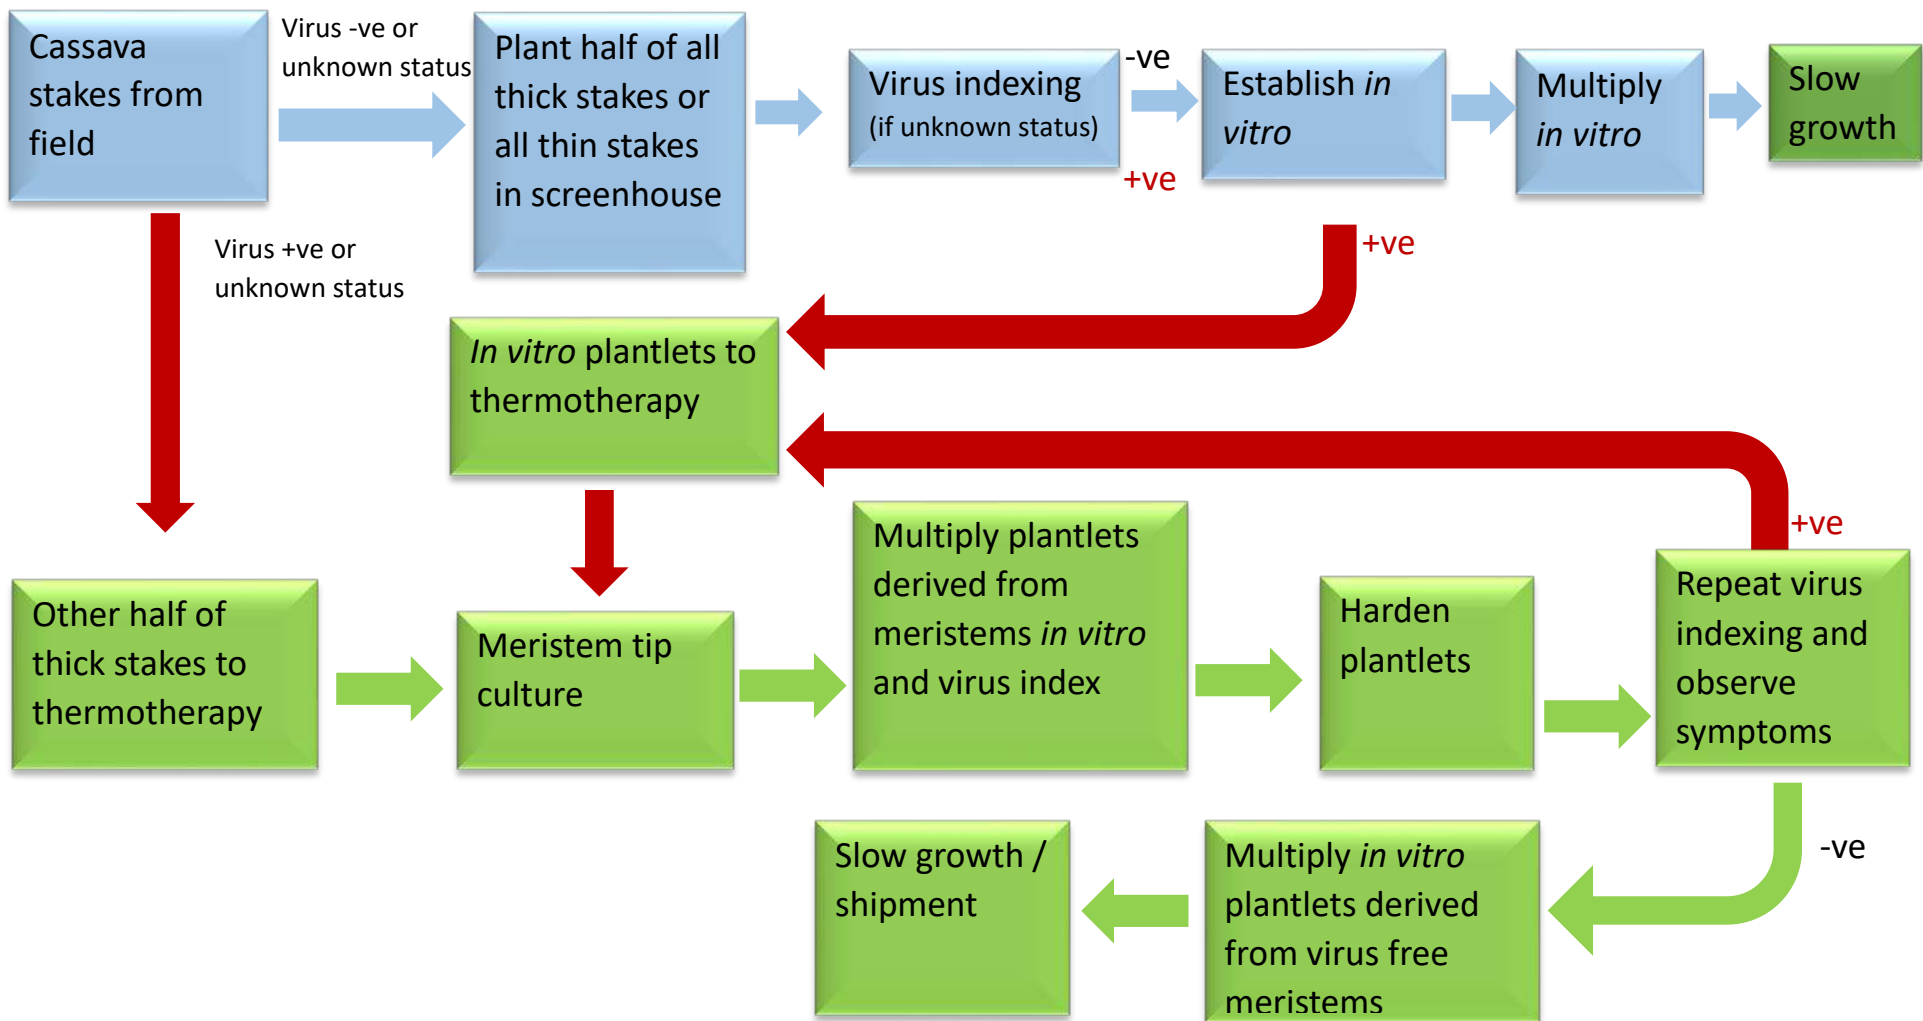 Cassava
stakes from
field
Virus -ve or
unknown status
Plant half of all
thick stakes or
all thin stakes
in screenhouse
Virus indexing
(if unknown status)
-ve
+ve
Establish in
vitro
Multiply
in vitro
Slow
growth
Virus +ve or
unknown status
+ve
In vitro plantlets to
thermotherapy
Other half of
thick stakes to
thermotherapy
Meristem tip
culture
Multiply plantlets
derived from
meristems in vitro
and virus index
Harden
plantlets
+ve
Repeat virus
indexing and
observe
symptoms
-ve
Multiply in vitro
plantlets derived
from virus free
meristems
Slow growth /
shipment